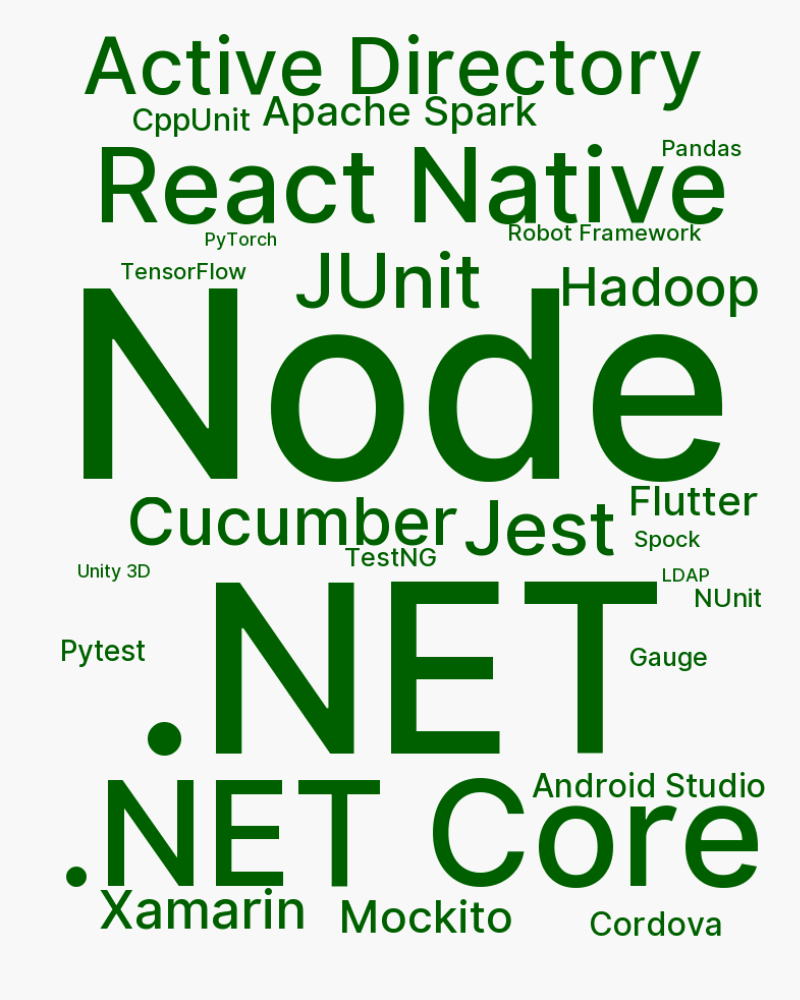 Active Directory
CppUnit
Apache Spark
Pandas
React Native
Robot Framework
PyTorch
TensorFlow
JUnit
Hadoop
Node
Flutter
Cucumber
Jest
Spock
TestNG
Unity 3D
LDAP
NUnit
.NET
Pytest
Gauge
Android Studio
.NET Core
Xamarin
Mockito
Cordova